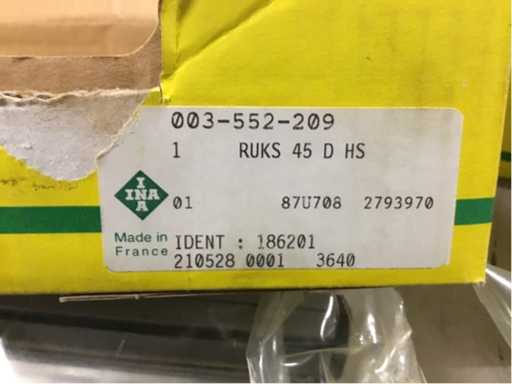 003-552-209
1 RUKS 45 D HS
INA
INA
01 87U708 2793970
Made in
France
IDENT : 186201
210528 0001 3640